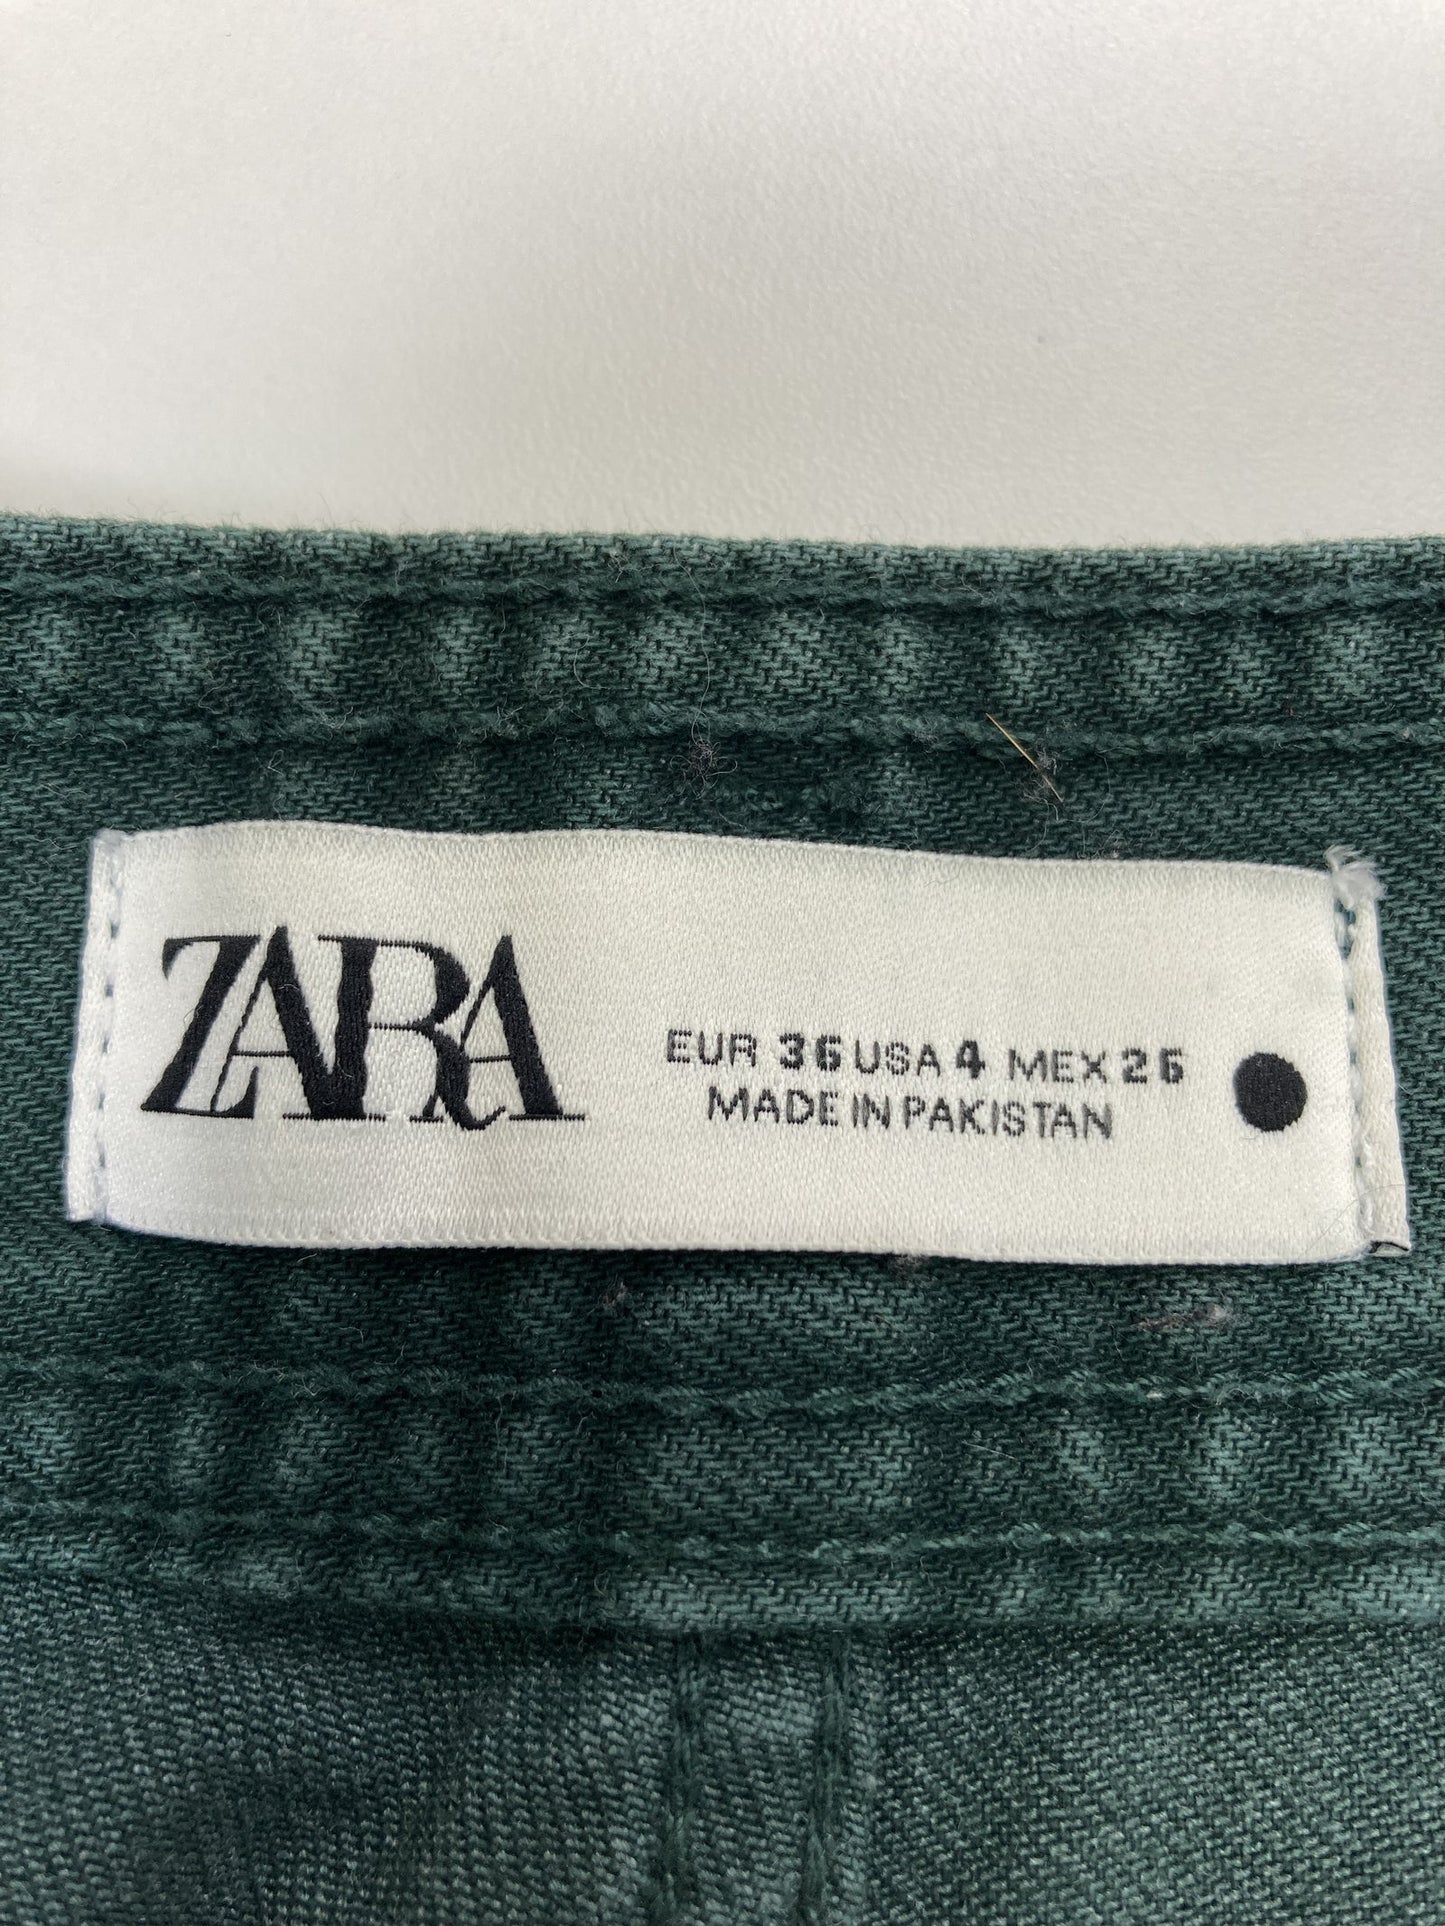 ZARA
EUR 36 USA 4 MEX 26
MADE IN PAKISTAN